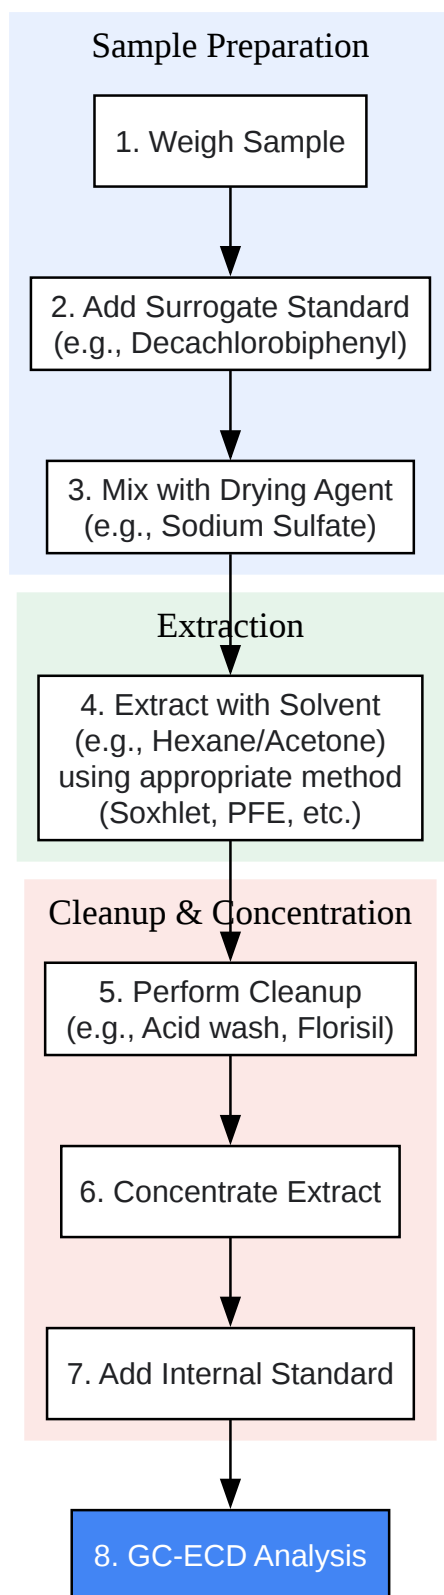 Sample Preparation
1. Weigh Sample
2. Add Surrogate Standard
(e.g., Decachlorobiphenyl)
3. Mix with Drying Agent
(e.g., Sodium Sulfate)
Extraction
4. Extract with Solvent
(e.g., Hexane/Acetone)
using appropriate method
(Soxhlet, PFE, etc.)
Cleanup & Concentration
5. Perform Cleanup
(e.g., Acid wash, Florisil)
6. Concentrate Extract
7. Add Internal Standard
8. GC-ECD Analysis